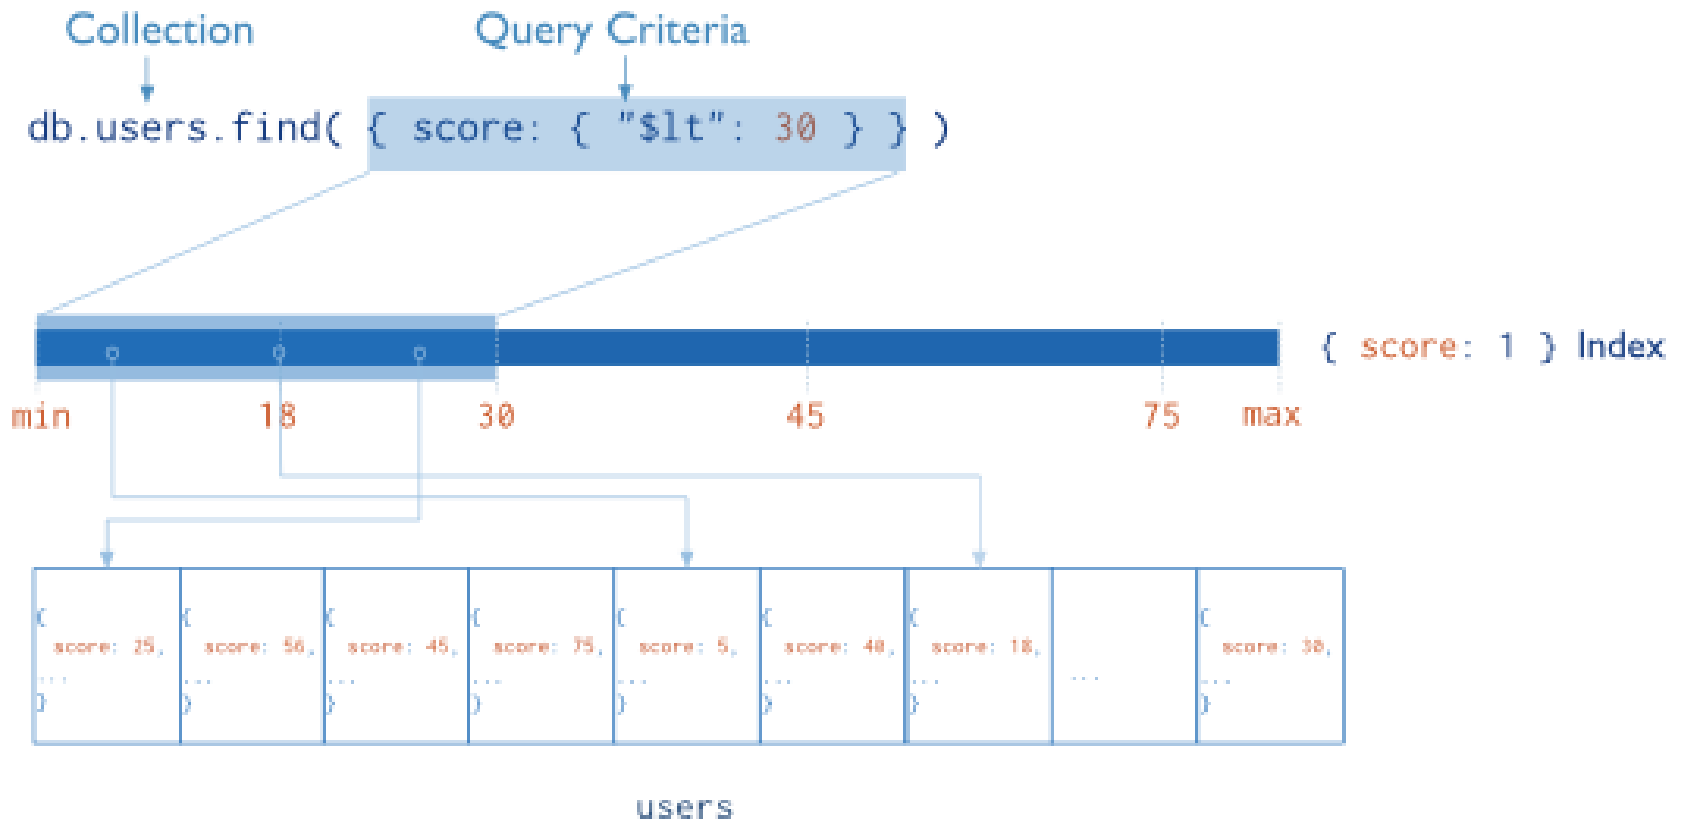 Collection Query Criteria
db.users.find( { score: { "$lt": 30 } } )
{ score: 1 } Index
min 18 30 45 75 max
{ { { { { { { {
score: 25, score: 56, score: 45, score: 75, score: 5, score: 40, score: 18, score: 30,
... ... ... ... ... ... ... ... ...
} } } } } } } }
users